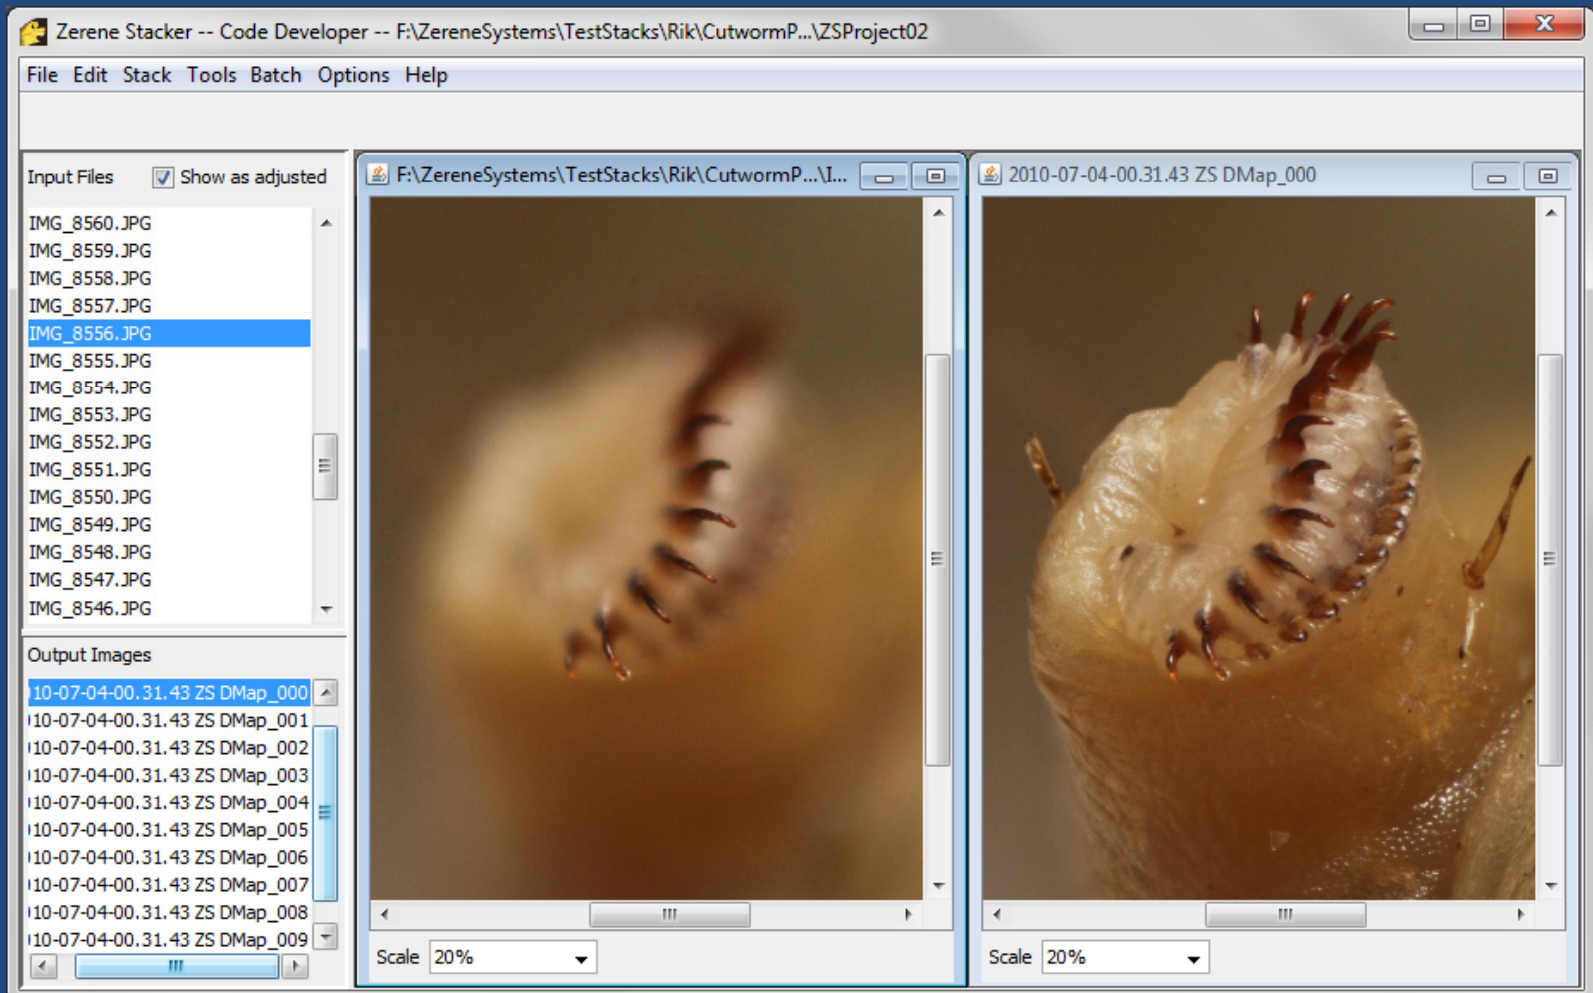 Zerene Stacker -- Code Developer -- F:\ZereneSystems\TestStacks\Rik\CutwormP...\ZSProject02
File Edit Stack Tools Batch Options Help
Input Files Show as adjusted
IMG_8560.JPG
IMG_8559.JPG
IMG_8558.JPG
IMG_8557.JPG
IMG_8556.JPG
IMG_8555.JPG
IMG_8554.JPG
IMG_8553.JPG
IMG_8552.JPG
IMG_8551.JPG
IMG_8550.JPG
IMG_8549.JPG
IMG_8548.JPG
IMG_8547.JPG
IMG_8546.JPG
Output Images
10-07-04-00.31.43 ZS DMap_000
10-07-04-00.31.43 ZS DMap_001
10-07-04-00.31.43 ZS DMap_002
10-07-04-00.31.43 ZS DMap_003
10-07-04-00.31.43 ZS DMap_004
10-07-04-00.31.43 ZS DMap_005
10-07-04-00.31.43 ZS DMap_006
10-07-04-00.31.43 ZS DMap_007
10-07-04-00.31.43 ZS DMap_008
10-07-04-00.31.43 ZS DMap_009
F:\ZereneSystems\TestStacks\Rik\CutwormP...\I...
Scale 20%
2010-07-04-00.31.43 ZS DMap_000
Scale 20%